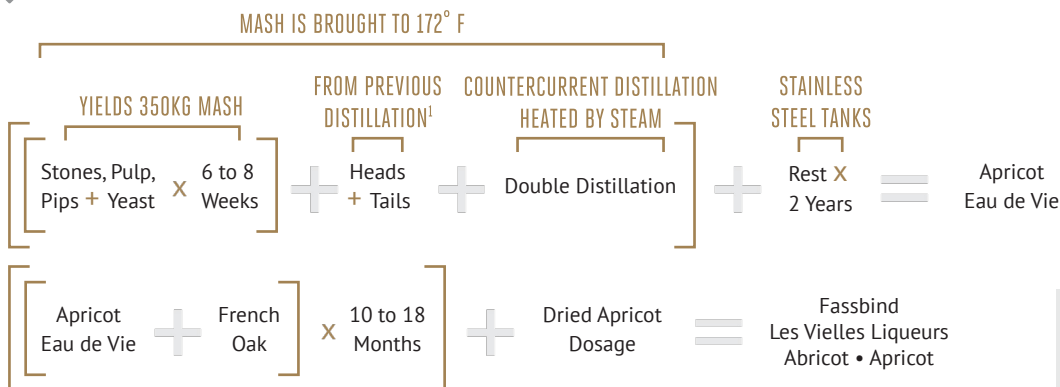 MASH IS BROUGHT TO 172° F
YIELDS 350KG MASH
FROM PREVIOUS
DISTILLATION¹
COUNTERCURRENT DISTILLATION
HEATED BY STEAM
STAINLESS
STEEL TANKS
Stones, Pulp,
Pips + Yeast
x
6 to 8
Weeks
+
Heads
+ Tails
+
Double Distillation
+
Rest x
2 Years
=
Apricot
Eau de Vie
Apricot
Eau de Vie
+
French
Oak
x
10 to 18
Months
+
Dried Apricot
Dosage
=
Fassbind
Les Vielles Liqueurs
Abricot • Apricot